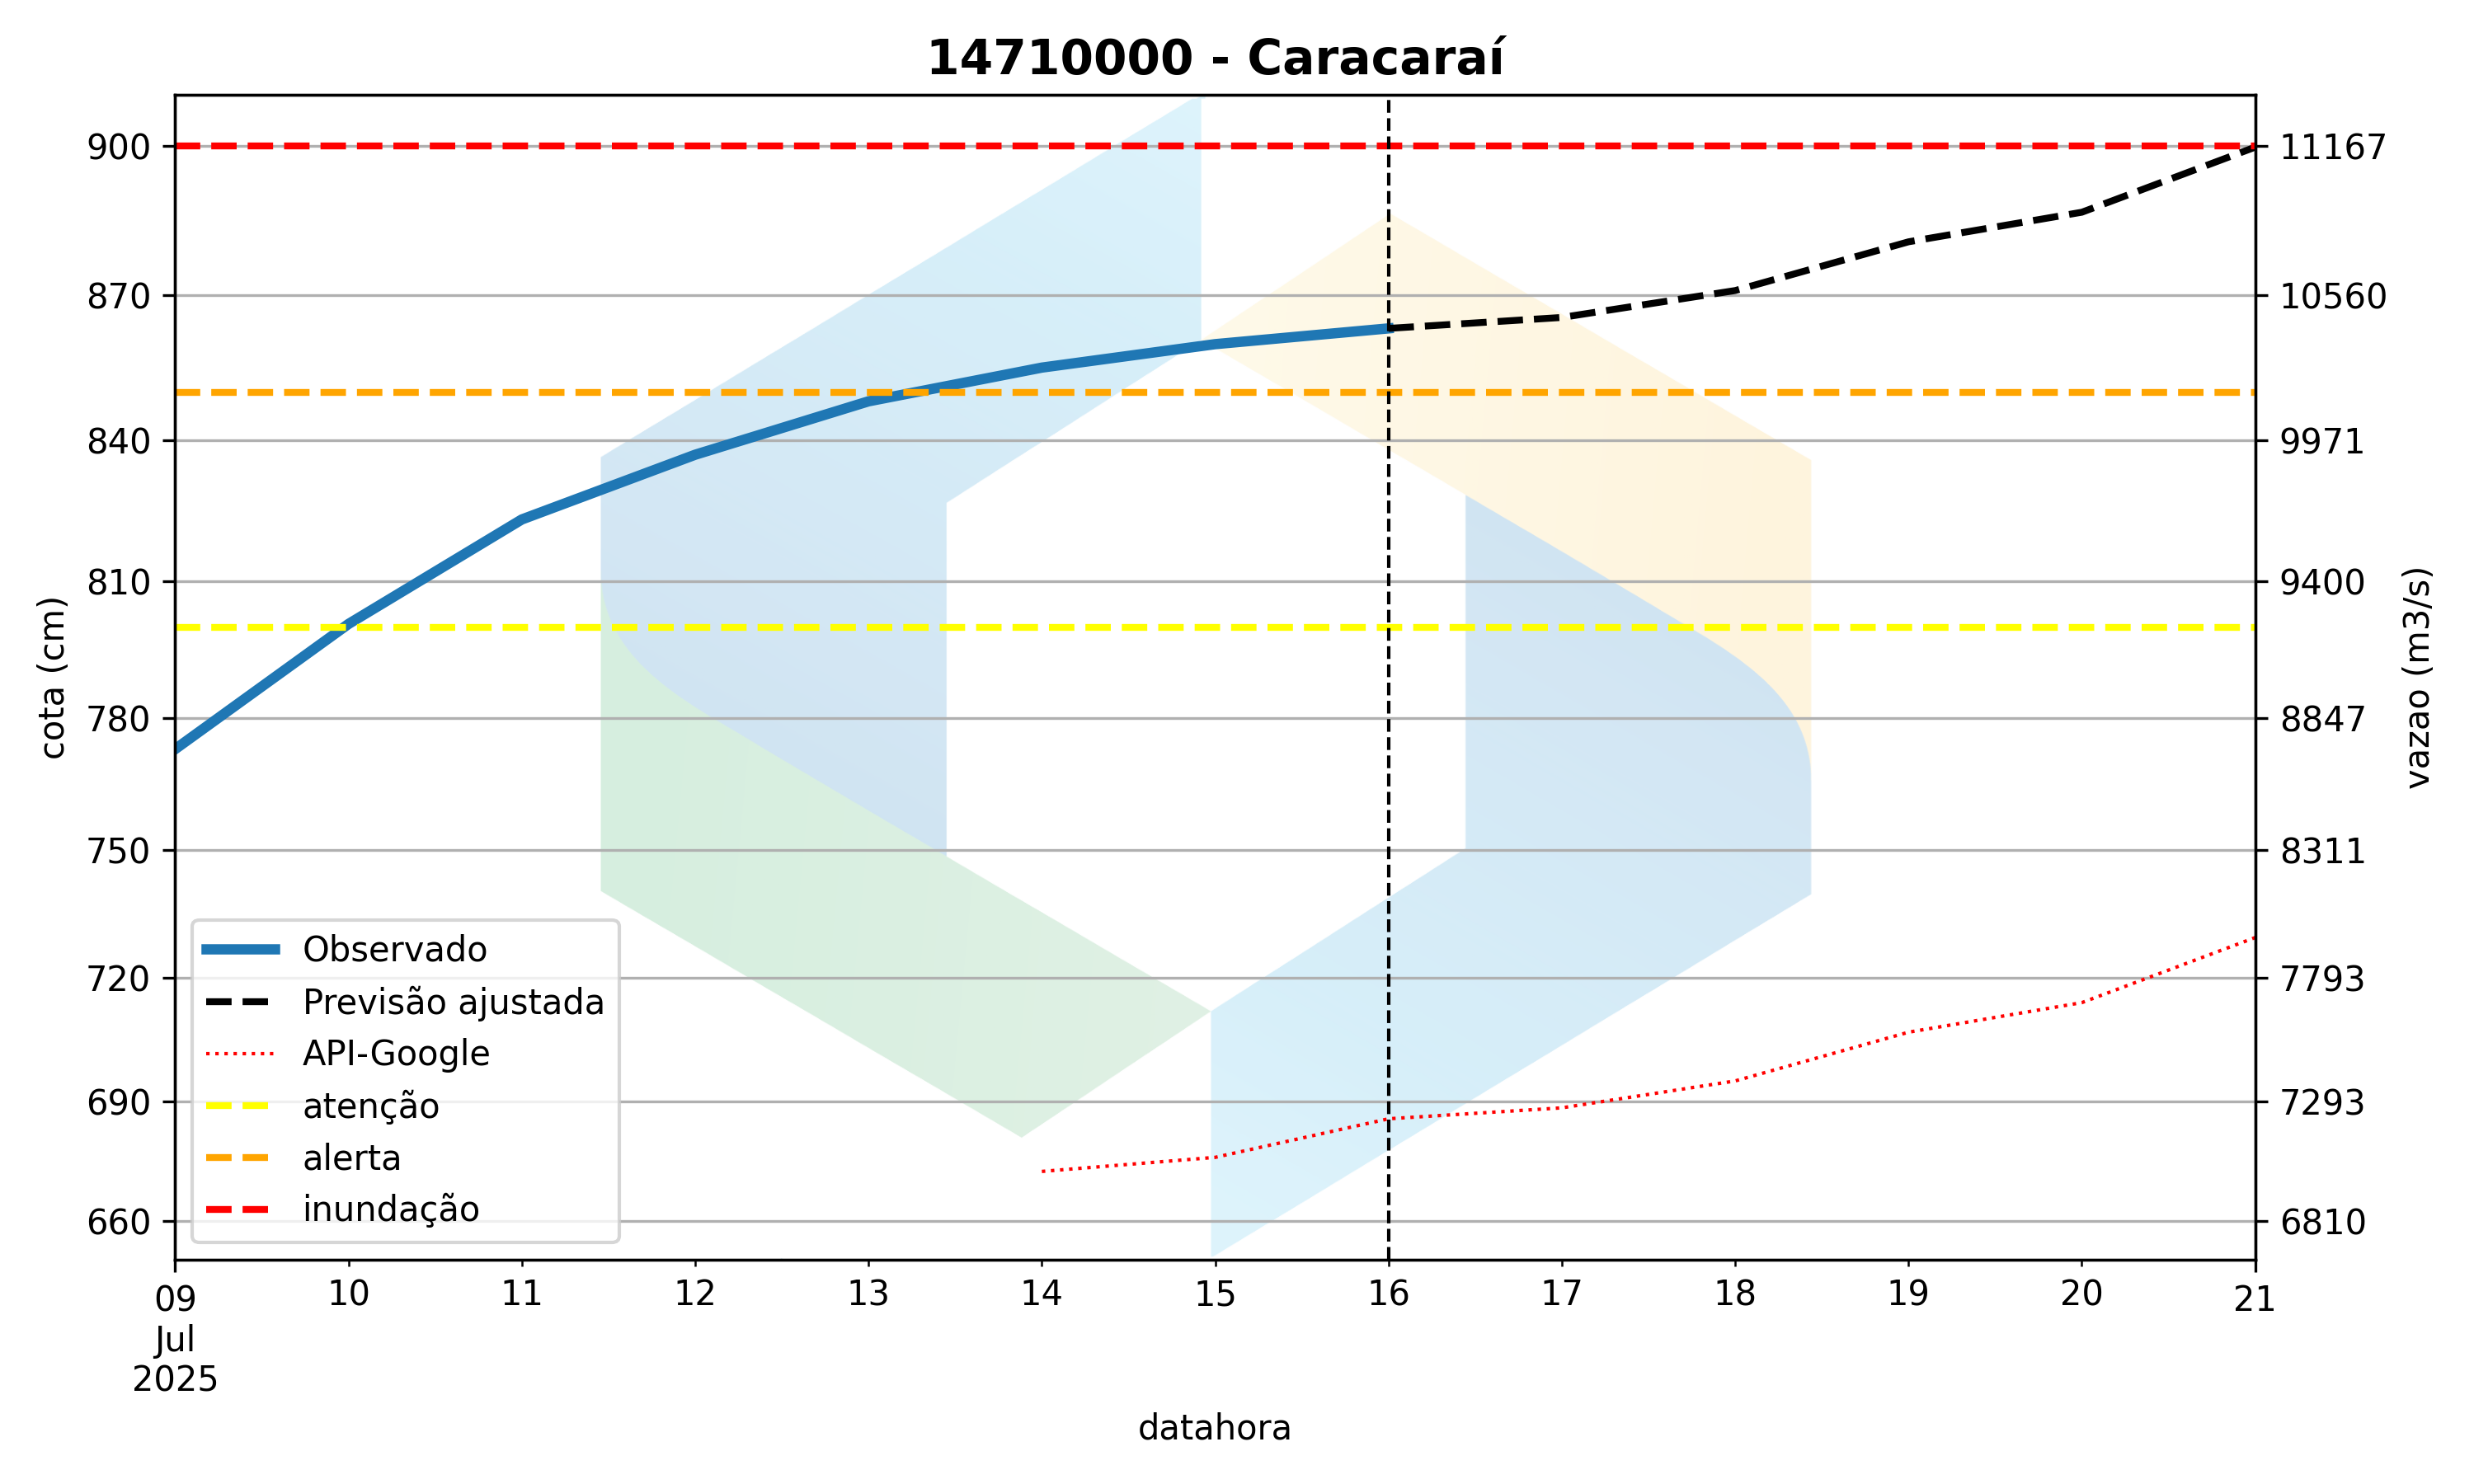 14710000 - Caracaraí
900
870
840
810
780
750
720
690
660
cota (cm)
11167
10560
9971
9400
8847
8311
7793
7293
6810
vazao (m3/s)
Observado
Previsão ajustada
API-Google
atenção
alerta
inundação
09 10 11 12 13 14 15 16 17 18 19 20 21
Jul
2025
datahora